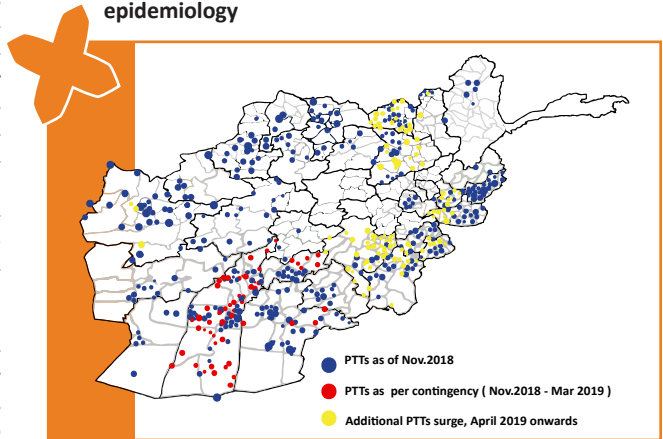 epidemiology
PTTs as of Nov.2018
PTTs as per contingency ( Nov.2018 - Mar 2019 )
Additional PTTs surge, April 2019 onwards